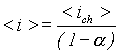 < i > = < i_ch > / ( 1 - α )